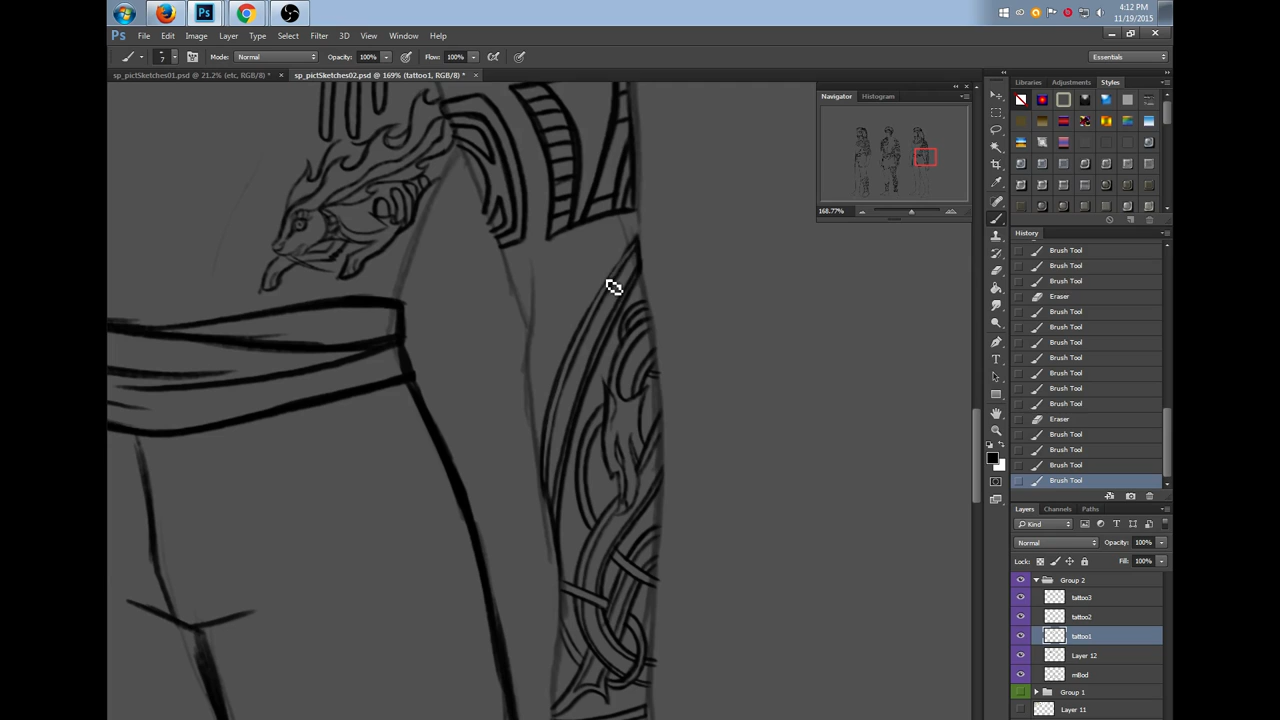 4:12 PM
11/19/2015
Ps File Edit Image Layer Type Select Filter 3D View Window Help
7 Mode: Normal Opacity: 100% Flow: 100% Essentials
sp_pictSketches01.psd @ 21.2% (etc, RGB/8) * × sp_pictSketches02.psd @ 169% (tattoo1, RGB/8) * ×
Libraries Adjustments Styles
Navigator Histogram
168.77%
History
Brush Tool
Brush Tool
Brush Tool
Eraser
Brush Tool
Brush Tool
Brush Tool
Brush Tool
Brush Tool
Brush Tool
Brush Tool
Eraser
Brush Tool
Brush Tool
Brush Tool
Brush Tool
Layers Channels Paths
Kind
Normal Opacity: 100%
Lock: Fill: 100%
Group 2
tattoo3
tattoo2
tattoo1
Layer 12
mBod
Group 1
Layer 11